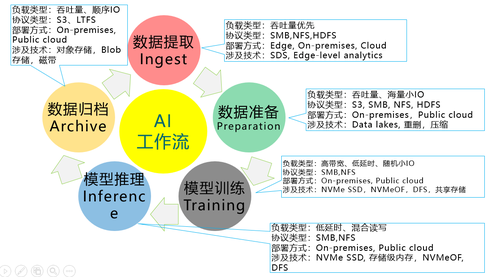 负载类型：吞吐量、顺序IO
协议类型：S3、LTFS
部署方式：On-premises,
Public cloud
涉及技术：对象存储，Blob
存储，磁带
数据提取
Ingest
负载类型：吞吐量优先
协议类型：SMB,NFS,HDFS
部署方式：Edge, On-premises, Cloud
涉及技术：SDS, Edge-level analytics
数据归档
Archive
AI
工作流
数据准备
Preparation
负载类型：吞吐量、海量小IO
协议类型：S3, SMB, NFS, HDFS
部署方式：On-premises，Public cloud
涉及技术：Data lakes, 重删，压缩
模型推理
Inferenc
e
模型训练
Training
负载类型：高带宽、低延时、随机小IO
协议类型：SMB,NFS
部署方式：On-premises, Public cloud
涉及技术：NVMe SSD，NVMeOF，DFS，共享存储
负载类型：低延时、混合读写
协议类型：SMB,NFS
部署方式：On-premises, Public cloud
涉及技术：NVMe SSD, 存储级内存，NVMeOF,
DFS